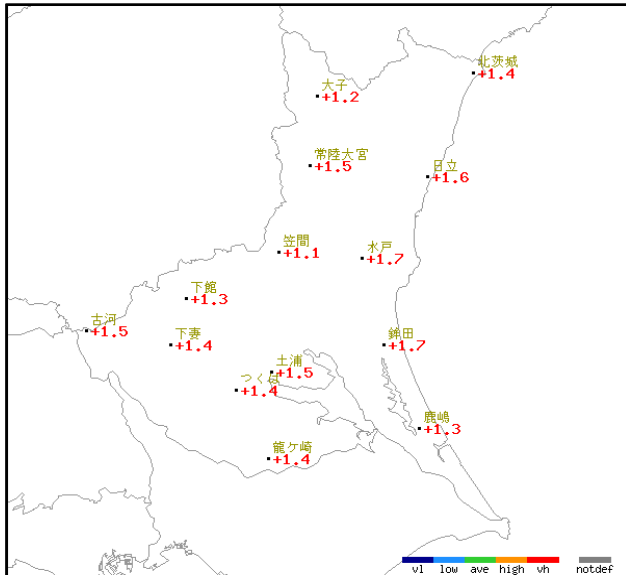 北茨城
+1.4
大子
+1.2
常陸大宮
+1.5
日立
+1.6
笠間
+1.1
水戸
+1.7
下館
+1.3
古河
+1.5
下妻
+1.4
鉾田
+1.7
土浦
+1.5
つくば
+1.4
鹿嶋
+1.3
龍ケ崎
+1.4
vl low ave high vh notdef